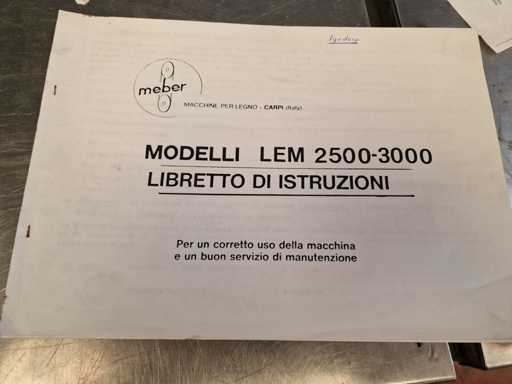 meber
MACCHINE PER LEGNO - CARPI (Italy)
MODELLI LEM 2500-3000
LIBRETTO DI ISTRUZIONI
Per un corretto uso della macchina
e un buon servizio di manutenzione